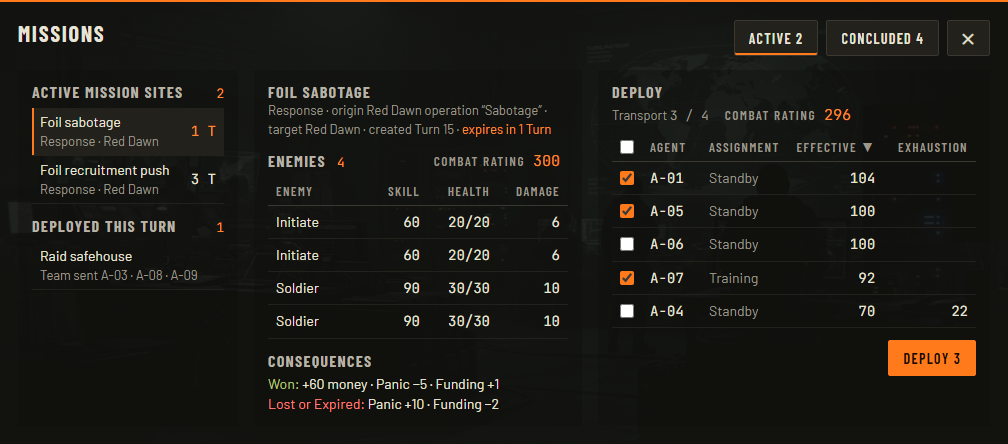 MISSIONS
ACTIVE 2
CONCLUDED 4
✕
ACTIVE MISSION SITES 2
Foil sabotage
Response · Red Dawn
1 T
Foil recruitment push
Response · Red Dawn
3 T
DEPLOYED THIS TURN 1
Raid safehouse
Team sent A-03 · A-08 · A-09
FOIL SABOTAGE
Response · origin Red Dawn operation "Sabotage" ·
target Red Dawn · created Turn 15 · expires in 1 Turn
ENEMIES 4 COMBAT RATING 300
ENEMY SKILL HEALTH DAMAGE
Initiate 60 20/20 6
Initiate 60 20/20 6
Soldier 90 30/30 10
Soldier 90 30/30 10
CONSEQUENCES
Won: +60 money · Panic −5 · Funding +1
Lost or Expired: Panic +10 · Funding −2
DEPLOY
Transport 3 / 4 COMBAT RATING 296
AGENT ASSIGNMENT EFFECTIVE ▼ EXHAUSTION
A-01 Standby 104
A-05 Standby 100
A-06 Standby 100
A-07 Training 92
A-04 Standby 70 22
DEPLOY 3